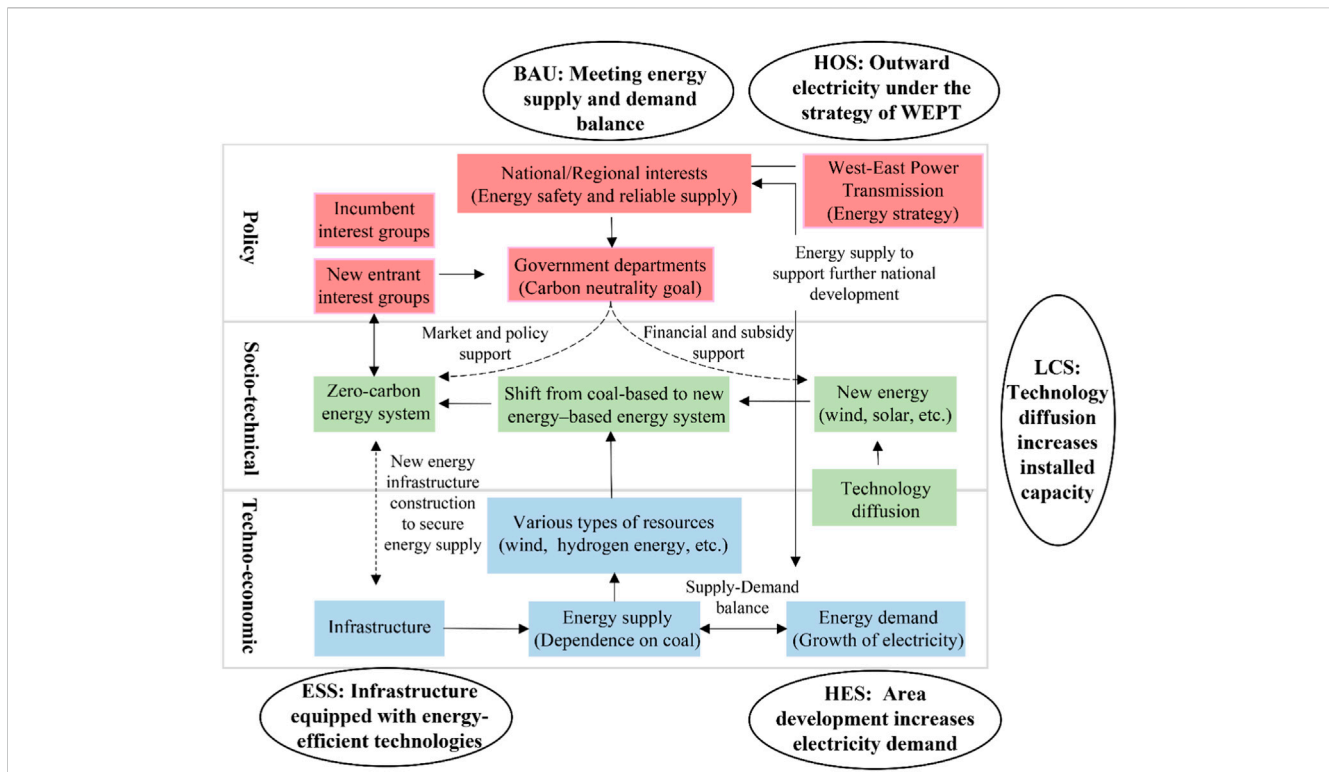 BAU: Meeting energy
supply and demand
balance
HOS: Outward
electricity under the
strategy of WEPT
Policy
National/Regional interests
(Energy safety and reliable supply)
West-East Power
Transmission
(Energy strategy)
Incumbent
interest groups
New entrant
interest groups
Government departments
(Carbon neutrality goal)
Energy supply to
support further national
development
Socio-technical
Market and policy
support
Financial and subsidy
support
Zero-carbon
energy system
Shift from coal-based to new
energy–based energy system
New energy
(wind, solar, etc.)
Technology
diffusion
LCS:
Technology
diffusion
increases
installed
capacity
New energy
infrastructure
construction
to secure
energy supply
Techno-economic
Various types of resources
(wind, hydrogen energy, etc.)
Supply-Demand
balance
Infrastructure
Energy supply
(Dependence on coal)
Energy demand
(Growth of electricity)
ESS: Infrastructure
equipped with energy-
efficient technologies
HES: Area
development increases
electricity demand